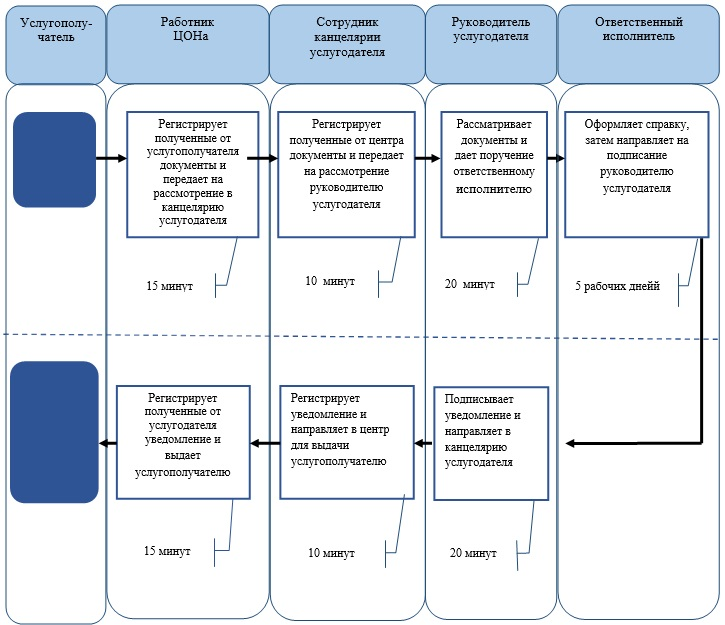 Услугополу-
чатель
Работник
ЦОНа
Сотрудник
канцелярии
услугодателя
Руководитель
услугодателя
Ответственный
исполнитель
Регистрирует
полученные от
услугополучателя
документы и
передает на
рассмотрение в
канцелярию
услугодателя
Регистрирует
полученные от центра
документы и передает
на рассмотрение
руководителю
услугодателя
Рассматривает
документы и
дает поручение
ответственному
исполнителю
Оформляет справку,
затем направляет на
подписание
руководителю
услугодателя
15 минут
10 минут
20 минут
5 рабочих днейй
Регистрирует
полученные от
услугодателя
уведомление и
выдает
услугополучателю
Регистрирует
уведомление и
направляет в центр
для выдачи
услугополучателю
Подписывает
уведомление и
направляет в
канцелярию
услугодателя
15 минут
10 минут
20 минут